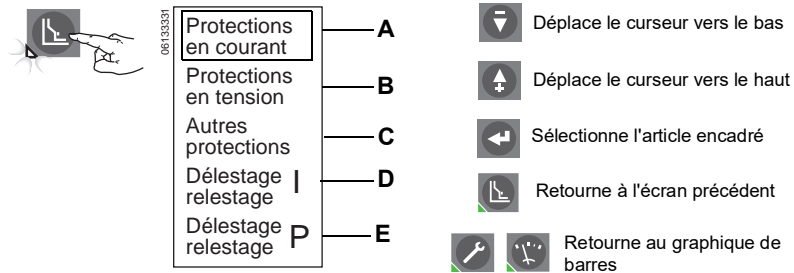 06133331
Protections
en courant
Protections
en tension
Autres
protections
Délestage
relestage I
Délestage
relestage P
A
B
C
D
E
Déplace le curseur vers le bas
Déplace le curseur vers le haut
Sélectionne l'article encadré
Retourne à l'écran précédent
Retourne au graphique de
barres